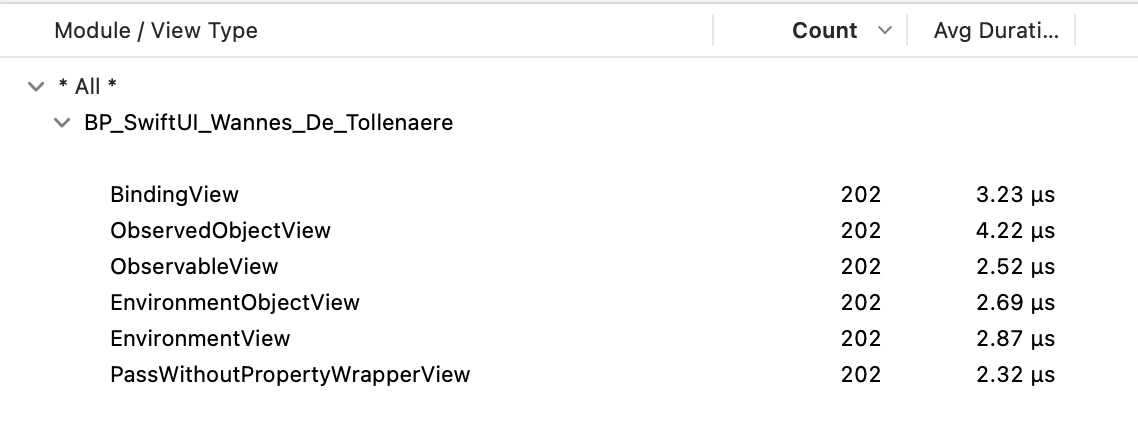 Module / View Type Count Avg Durati...
* All *
BP_SwiftUI_Wannes_De_Tollenaere
BindingView 202 3.23 µs
ObservedObjectView 202 4.22 µs
ObservableView 202 2.52 µs
EnvironmentObjectView 202 2.69 µs
EnvironmentView 202 2.87 µs
PassWithoutPropertyWrapperView 202 2.32 µs